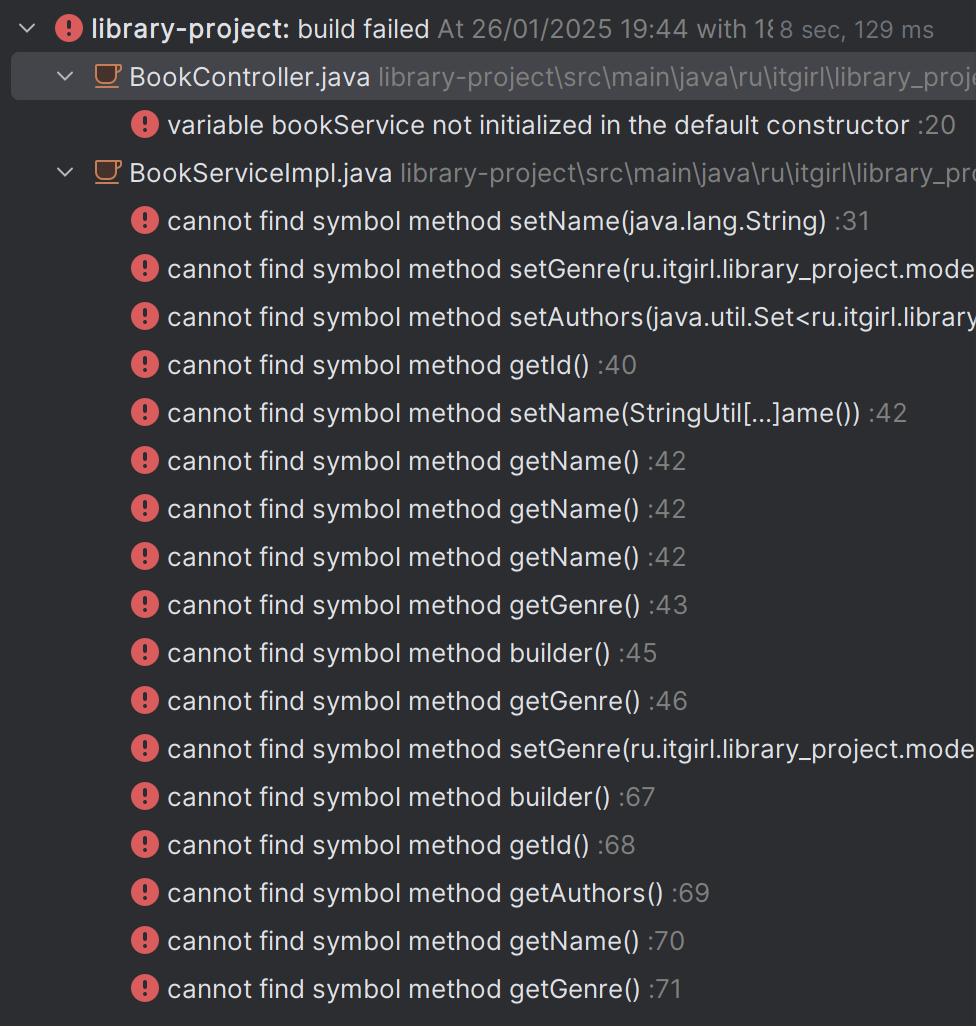 library-project: build failed At 26/01/2025 19:44 with 18 8 sec, 129 ms
BookController.java library-project\src\main\java\ru\itgirl\library_proje
variable bookService not initialized in the default constructor :20
BookServiceImpl.java library-project\src\main\java\ru\itgirl\library_pro
cannot find symbol method setName(java.lang.String) :31
cannot find symbol method setGenre(ru.itgirl.library_project.mode
cannot find symbol method setAuthors(java.util.Set<ru.itgirl.library
cannot find symbol method getId() :40
cannot find symbol method setName(StringUtil[...]ame()) :42
cannot find symbol method getName() :42
cannot find symbol method getName() :42
cannot find symbol method getName() :42
cannot find symbol method getGenre() :43
cannot find symbol method builder() :45
cannot find symbol method getGenre() :46
cannot find symbol method setGenre(ru.itgirl.library_project.mode
cannot find symbol method builder() :67
cannot find symbol method getId() :68
cannot find symbol method getAuthors() :69
cannot find symbol method getName() :70
cannot find symbol method getGenre() :71